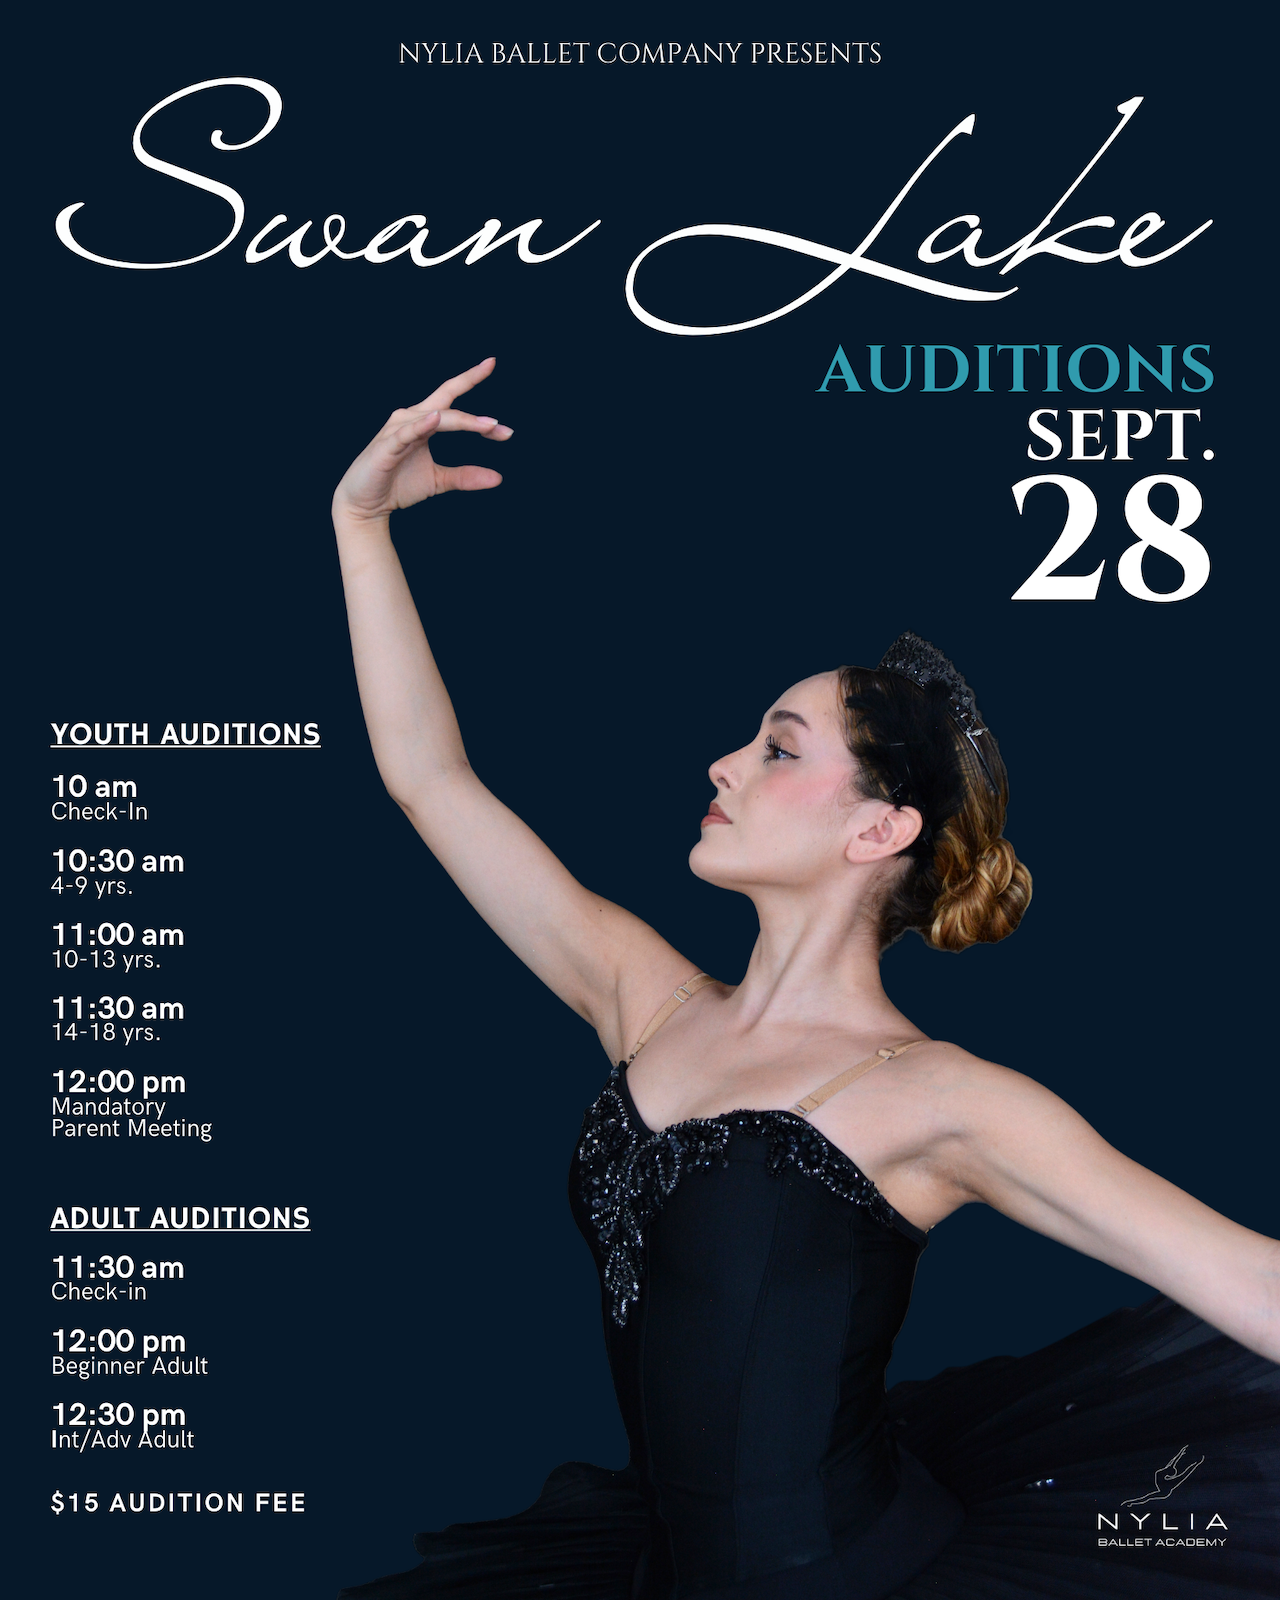 NYLIA BALLET COMPANY PRESENTS
Swan Lake
AUDITIONS
SEPT.
28
YOUTH AUDITIONS
10 am
Check-In
10:30 am
4-9 yrs.
11:00 am
10-13 yrs.
11:30 am
14-18 yrs.
12:00 pm
Mandatory
Parent Meeting
ADULT AUDITIONS
11:30 am
Check-in
12:00 pm
Beginner Adult
12:30 pm
Int/Adv Adult
$15 AUDITION FEE
NYLIA
BALLET ACADEMY